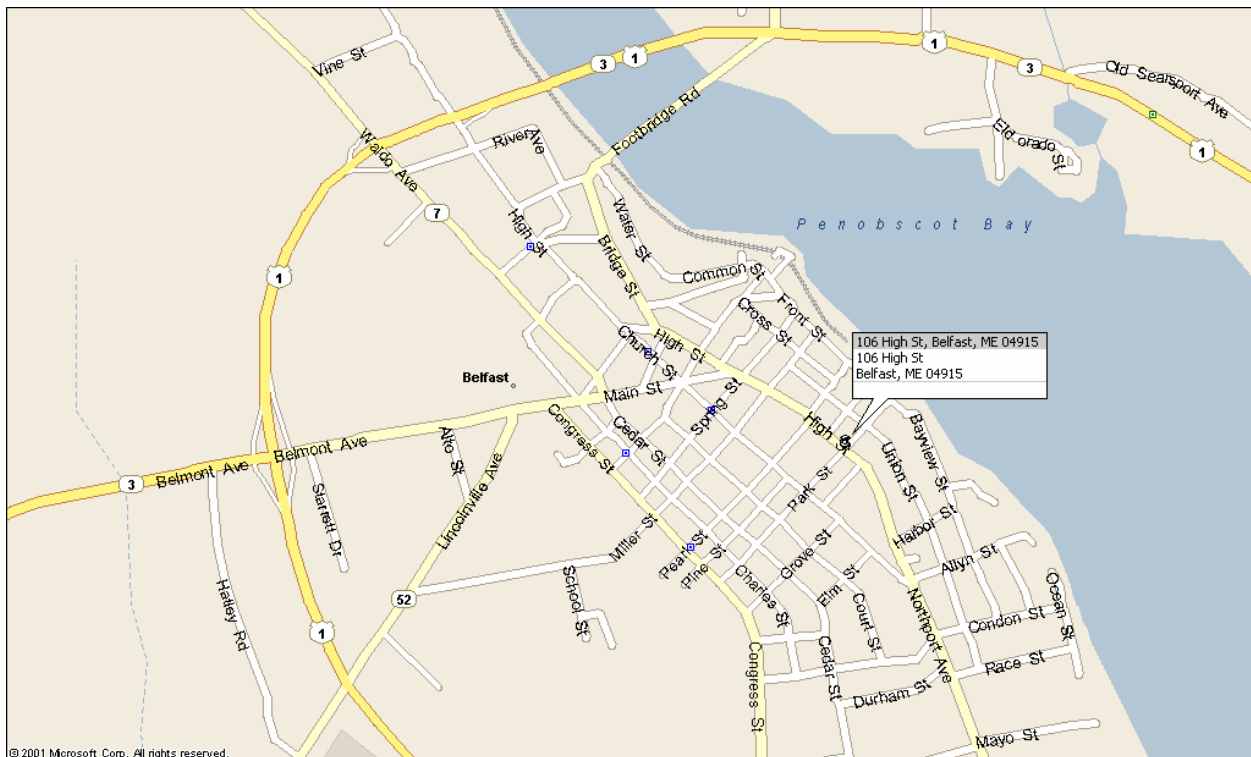 1
3
1
Vine St
3
Old Searsport Ave
Footbridge Rd
River Ave
Waldo Ave
Eldorado St
1
7
High St
Water St
Penobscot Bay
Bridge St
1
Common St
Cross St
Front St
High St
Church St
106 High St, Belfast, ME 04915
106 High St
Belfast, ME 04915
Belfast
Main St
Spring St
Congress St
Cedar St
High St
Bayview St
Union St
Alto St
Belmont Ave
Belmont Ave
3
Lincolnville Ave
Starrett Dr
Park St
Harbor St
Miller St
Pearl St
Pine St
Grove St
Allyn St
Charles St
Elm St
Court St
School St
Ocean St
52
Hatley Rd
Northport Ave
Condon St
1
Cedar St
Race St
Congress St
Durham St
Mayo St
© 2001 Microsoft Corp. All rights reserved.